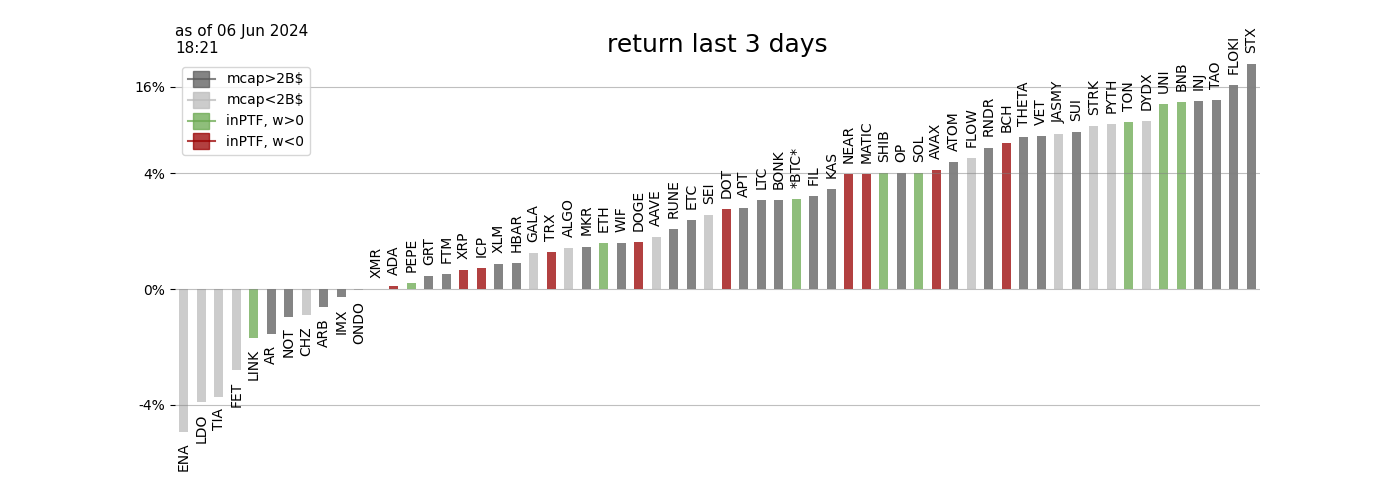 as of 06 Jun 2024
18:21
return last 3 days
mcap>2B$
mcap<2B$
inPTF, w>0
inPTF, w<0
16%
4%
0%
-4%
ENA
LDO
TIA
FET
LINK
AR
NOT
CHZ
ARB
IMX
ONDO
XMR
ADA
PEPE
GRT
FTM
XRP
ICP
XLM
HBAR
GALA
TRX
ALGO
MKR
ETH
WIF
DOGE
AAVE
RUNE
ETC
SEI
DOT
APT
LTC
BONK
*BTC*
FIL
KAS
NEAR
MATIC
SHIB
OP
SOL
AVAX
ATOM
FLOW
RNDR
BCH
THETA
VET
JASMY
SUI
STRK
PYTH
TON
DYDX
UNI
BNB
INJ
TAO
FLOKI
STX